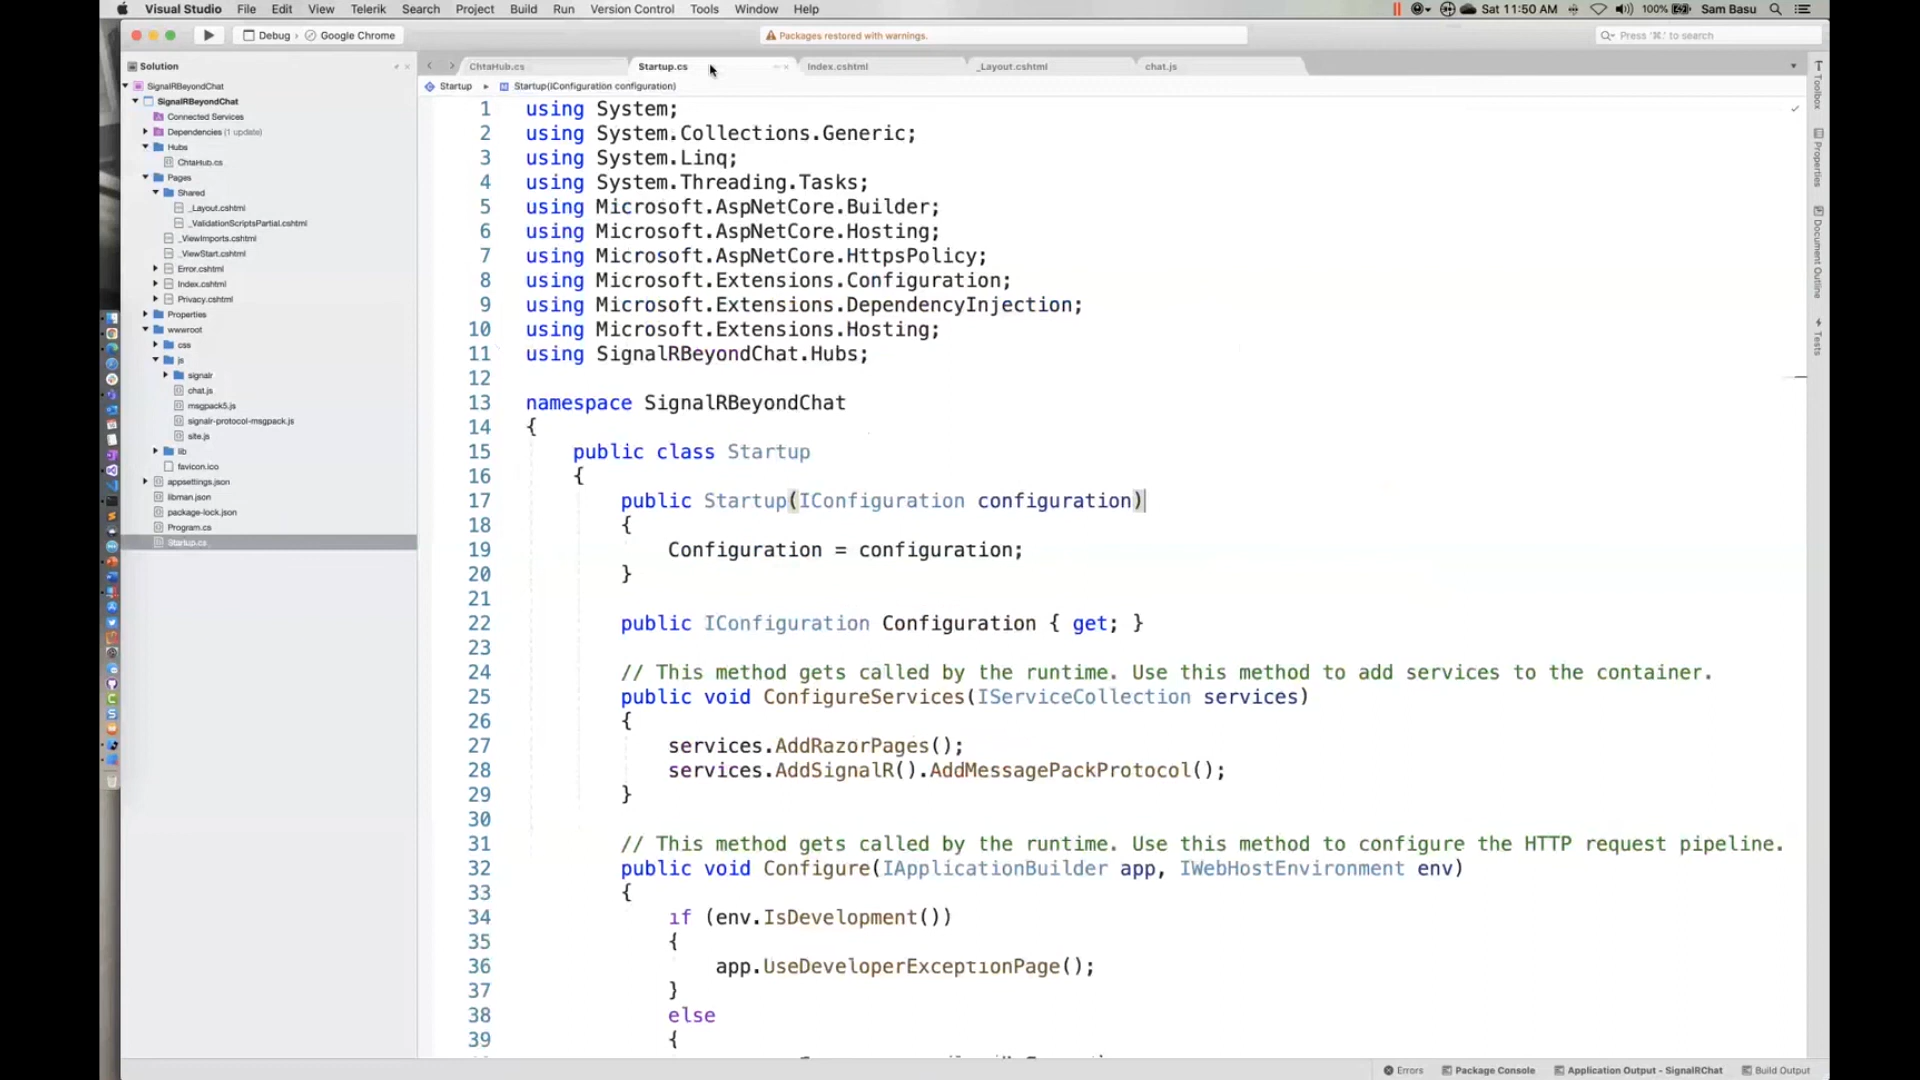 Visual Studio File Edit View Telerik Search Project Build Run Version Control Tools Window Help Sat 11:50 AM 100% Sam Basu
Debug › Google Chrome Packages restored with warnings. Press '⌘.' to search
Solution
SignalRBeyondChat
SignalRBeyondChat
Connected Services
Dependencies (1 update)
Hubs
ChtaHub.cs
Pages
Shared
_Layout.cshtml
_ValidationScriptsPartial.cshtml
_ViewImports.cshtml
_ViewStart.cshtml
Error.cshtml
Index.cshtml
Privacy.cshtml
Properties
wwwroot
css
js
signalr
chat.js
msgpack5.js
signalr-protocol-msgpack.js
site.js
lib
favicon.ico
appsettings.json
libman.json
package-lock.json
Program.cs
Startup.cs
ChtaHub.cs Startup.cs Index.cshtml _Layout.cshtml chat.js
Startup Startup(IConfiguration configuration)
1 using System;
2 using System.Collections.Generic;
3 using System.Linq;
4 using System.Threading.Tasks;
5 using Microsoft.AspNetCore.Builder;
6 using Microsoft.AspNetCore.Hosting;
7 using Microsoft.AspNetCore.HttpsPolicy;
8 using Microsoft.Extensions.Configuration;
9 using Microsoft.Extensions.DependencyInjection;
10 using Microsoft.Extensions.Hosting;
11 using SignalRBeyondChat.Hubs;
12
13 namespace SignalRBeyondChat
14 {
15 public class Startup
16 {
17 public Startup(IConfiguration configuration)
18 {
19 Configuration = configuration;
20 }
21
22 public IConfiguration Configuration { get; }
23
24 // This method gets called by the runtime. Use this method to add services to the container.
25 public void ConfigureServices(IServiceCollection services)
26 {
27 services.AddRazorPages();
28 services.AddSignalR().AddMessagePackProtocol();
29 }
30
31 // This method gets called by the runtime. Use this method to configure the HTTP request pipeline.
32 public void Configure(IApplicationBuilder app, IWebHostEnvironment env)
33 {
34 if (env.IsDevelopment())
35 {
36 app.UseDeveloperExceptionPage();
37 }
38 else
39 {
Toolbox
Properties
Document Outline
Tests
Errors Package Console Application Output - SignalRChat Build Output